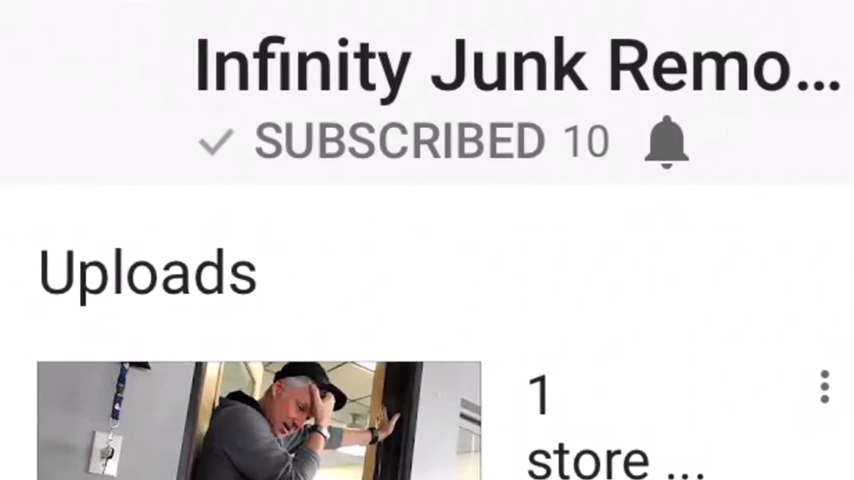 Infinity Junk Remo...
SUBSCRIBED 10
Uploads
1
store ...